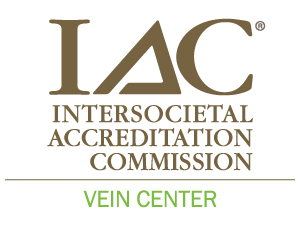 IAC®
INTERSOCIETAL
ACCREDITATION
COMMISSION
VEIN CENTER